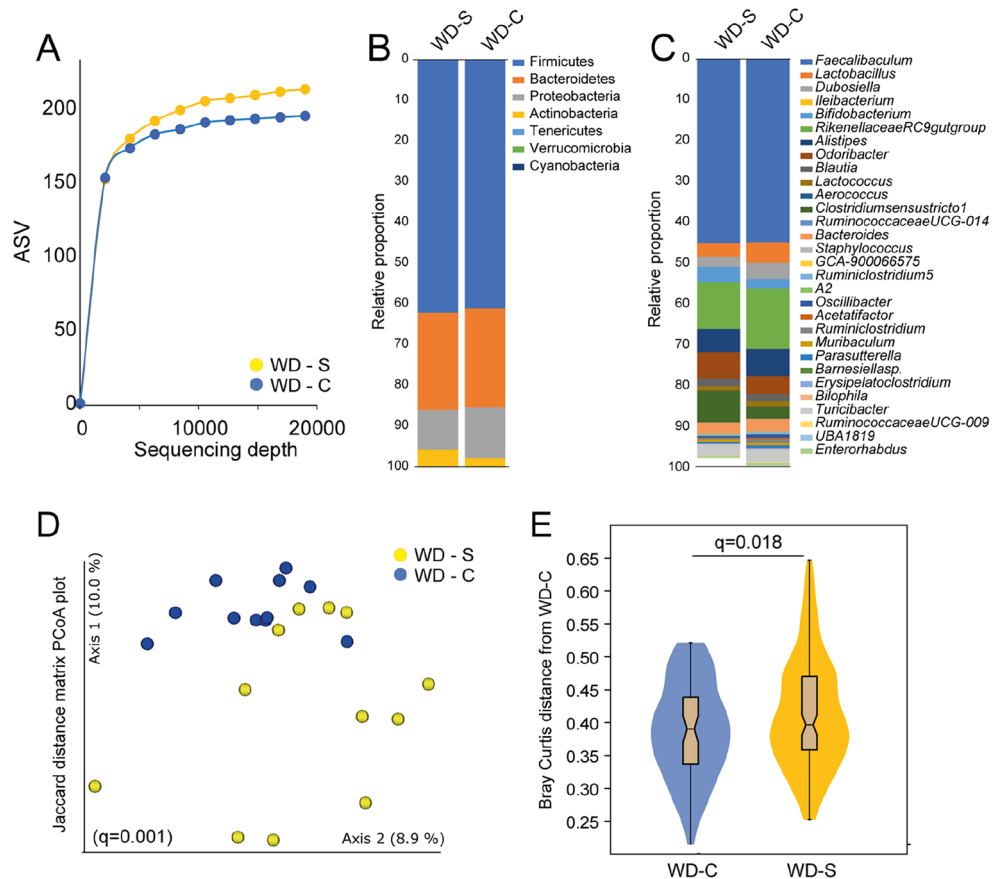 A
ASV
200
150
100
50
0
0
10000
20000
Sequencing depth
WD - S
WD - C
B
WD-S
WD-C
Relative proportion
0
10
20
30
40
50
60
70
80
90
100
Firmicutes
Bacteroidetes
Proteobacteria
Actinobacteria
Tenericutes
Verrucomicrobia
Cyanobacteria
C
WD-S
WD-C
Relative proportion
0
10
20
30
40
50
60
70
80
90
100
Faecalibaculum
Lactobacillus
Dubosiella
Ileibacterium
Bifidobacterium
RikenellaceaeRC9gutgroup
Alistipes
Odoribacter
Blautia
Lactococcus
Aerococcus
Clostridiumsensustricto1
RuminococcaceaeUCG-014
Bacteroides
Staphylococcus
GCA-900066575
Ruminiclostridium5
A2
Oscillibacter
Acetatifactor
Ruminiclostridium
Muribaculum
Parasutterella
Barnesiellasp.
Erysipelatoclostridium
Bilophila
Turicibacter
RuminococcaceaeUCG-009
UBA1819
Enterorhabdus
D
Jaccard distance matrix PCoA plot
Axis 1 (10.0 %)
WD - S
WD - C
(q=0.001)
Axis 2 (8.9 %)
E
Bray Curtis distance from WD-C
q=0.018
0.65
0.60
0.55
0.50
0.45
0.40
0.35
0.30
0.25
WD-C
WD-S